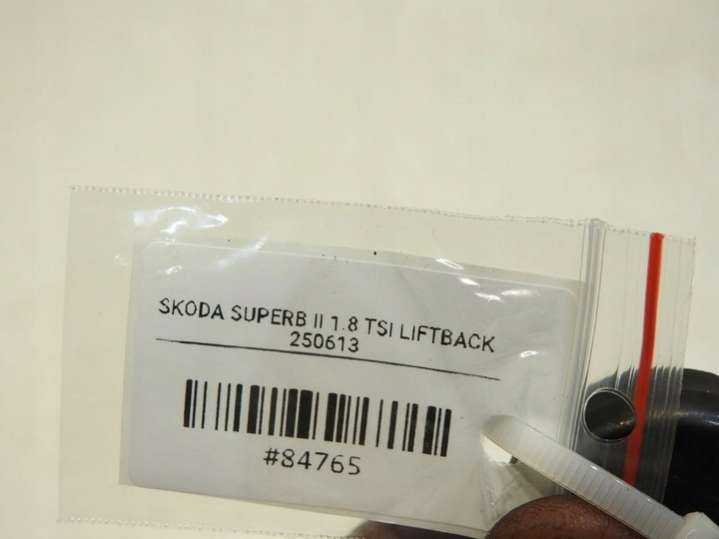 SKODA SUPERB II 1.8 TSI LIFTBACK
250613
#84765